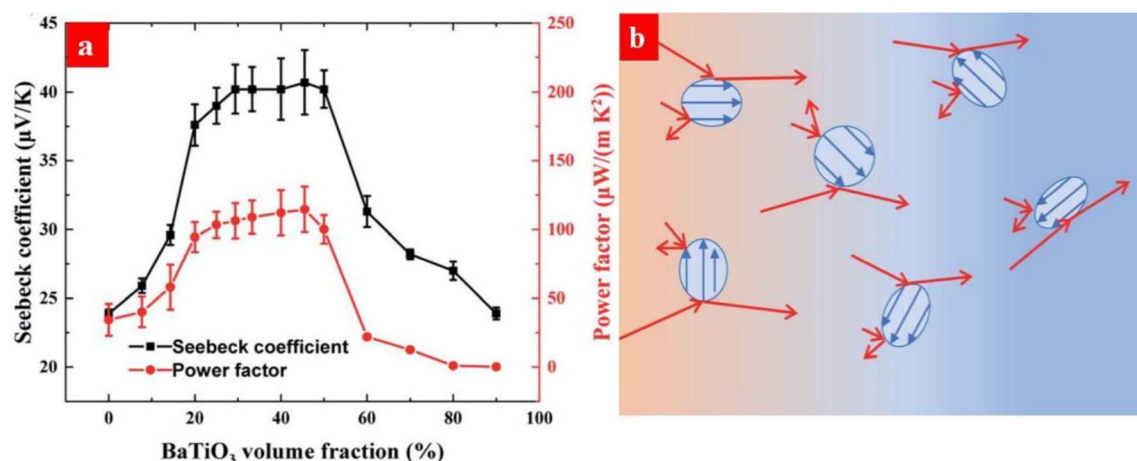 a
45
40
35
30
25
20
Seebeck coefficient (µV/K)
250
200
150
100
50
0
Power factor (µW/(m K²))
Seebeck coefficient
Power factor
0 20 40 60 80 100
BaTiO₃ volume fraction (%)
b